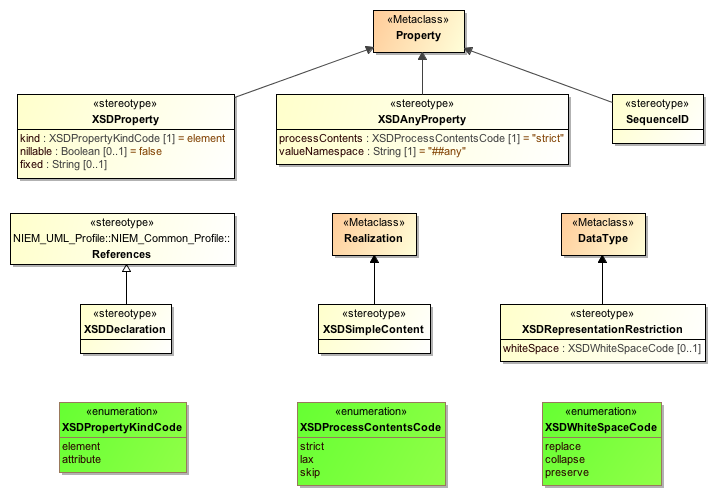 «Metaclass»
Property
«stereotype»
XSDProperty
kind : XSDPropertyKindCode [1] = element
nillable : Boolean [0..1] = false
fixed : String [0..1]
«stereotype»
XSDAnyProperty
processContents : XSDProcessContentsCode [1] = "strict"
valueNamespace : String [1] = "##any"
«stereotype»
SequenceID
«stereotype»
NIEM_UML_Profile::NIEM_Common_Profile::
References
«Metaclass»
Realization
«Metaclass»
DataType
«stereotype»
XSDDeclaration
«stereotype»
XSDSimpleContent
«stereotype»
XSDRepresentationRestriction
whiteSpace : XSDWhiteSpaceCode [0..1]
«enumeration»
XSDPropertyKindCode
element
attribute
«enumeration»
XSDProcessContentsCode
strict
lax
skip
«enumeration»
XSDWhiteSpaceCode
replace
collapse
preserve